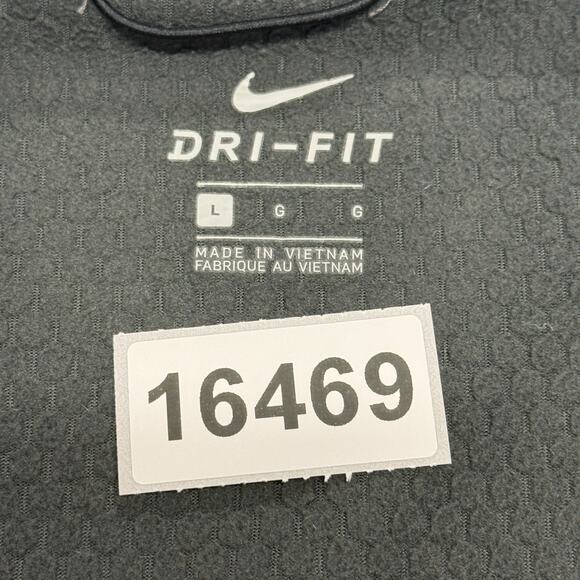 DRI-FIT
L G G
MADE IN VIETNAM
FABRIQUE AU VIETNAM
16469